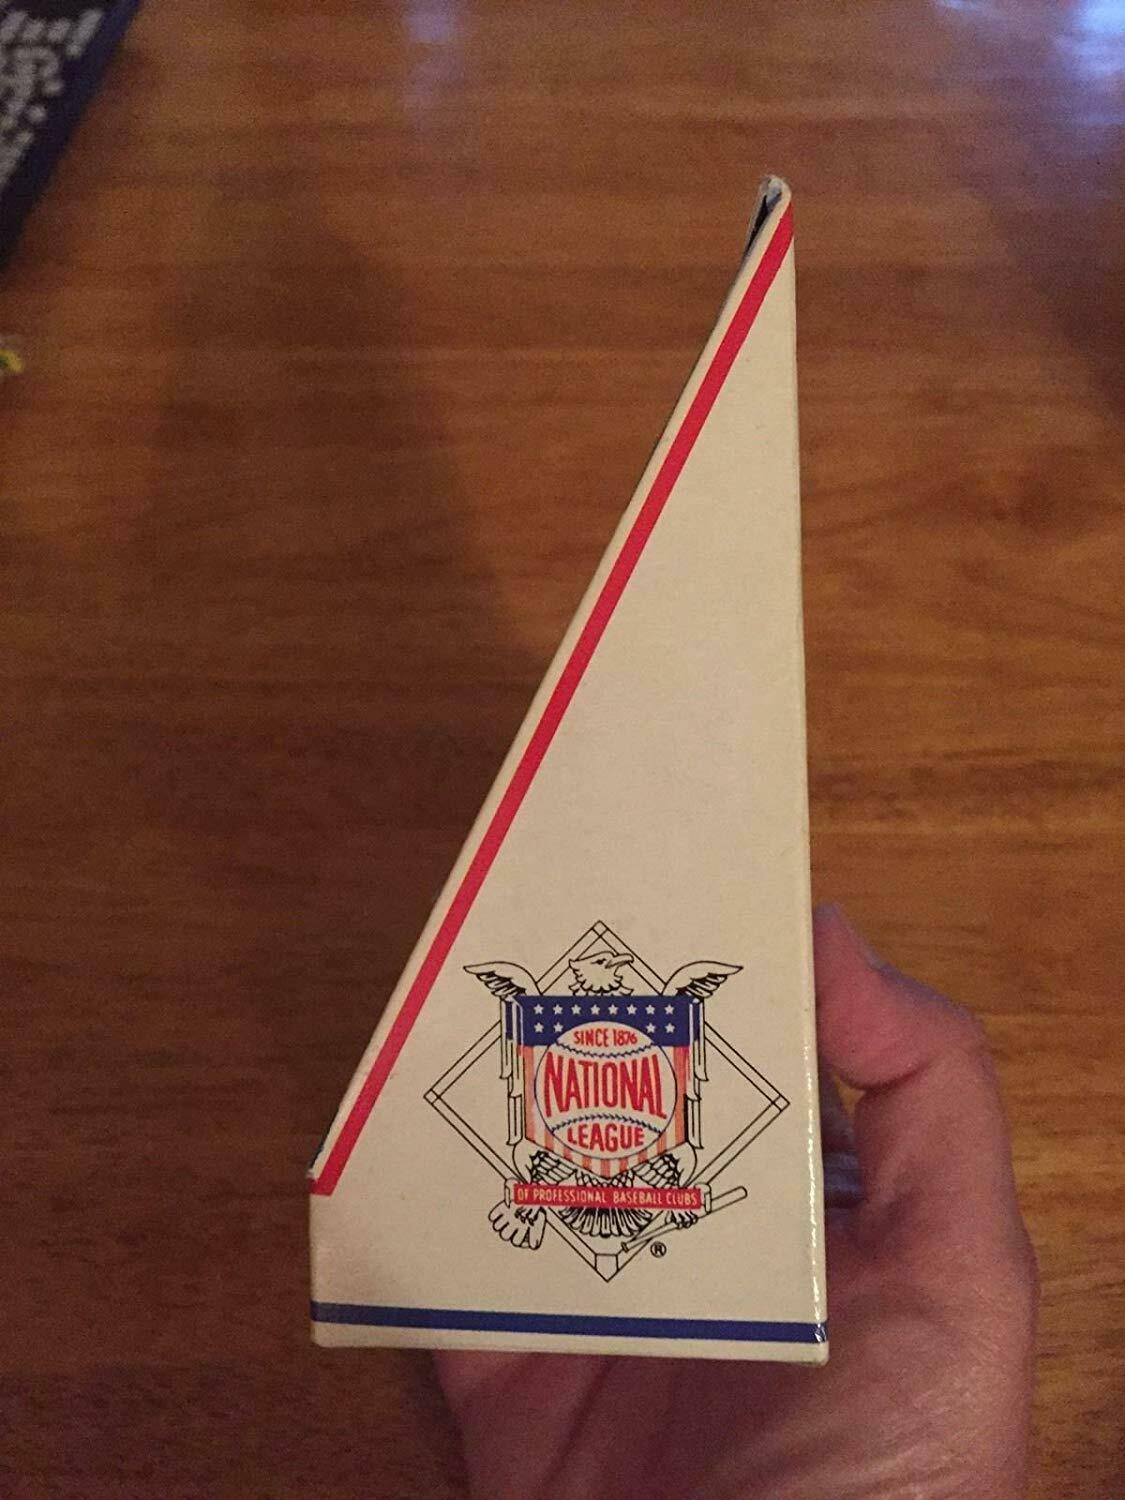 SINCE 1876
NATIONAL
LEAGUE
OF PROFESSIONAL BASEBALL CLUBS
®